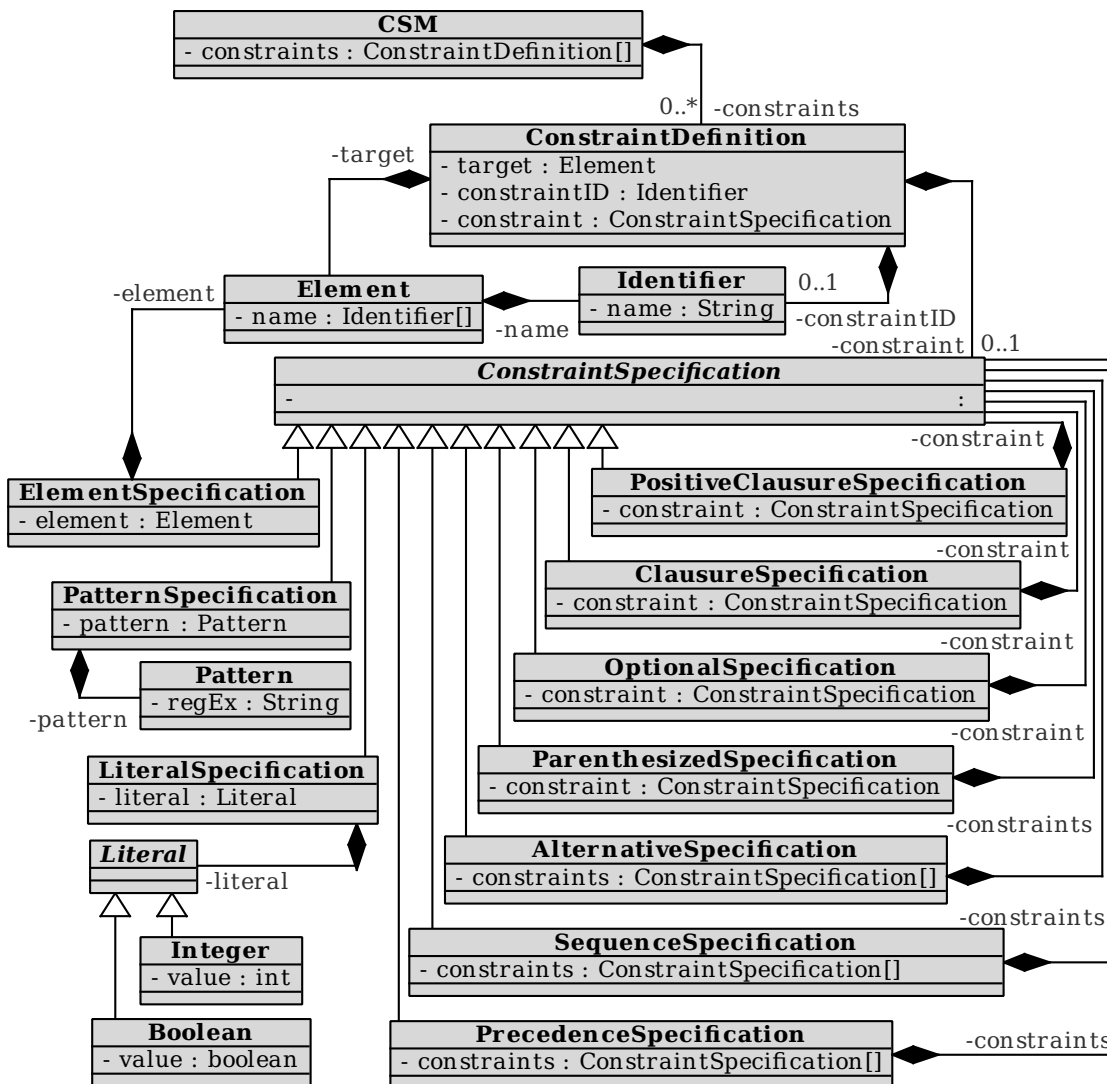 CSM
- constraints : ConstraintDefinition[]
0..* -constraints
ConstraintDefinition
-target
- target : Element
- constraintID : Identifier
- constraint : ConstraintSpecification
-element
Element
- name : Identifier[]
-name
Identifier
- name : String
0..1
-constraintID
-constraint 0..1
ConstraintSpecification
- :
-constraint
ElementSpecification
- element : Element
PositiveClausureSpecification
- constraint : ConstraintSpecification
-constraint
ClausureSpecification
- constraint : ConstraintSpecification
PatternSpecification
- pattern : Pattern
-constraint
OptionalSpecification
- constraint : ConstraintSpecification
Pattern
- regEx : String
-pattern
-constraint
ParenthesizedSpecification
- constraint : ConstraintSpecification
LiteralSpecification
- literal : Literal
-constraints
AlternativeSpecification
- constraints : ConstraintSpecification[]
Literal
-literal
-constraints
SequenceSpecification
- constraints : ConstraintSpecification[]
Integer
- value : int
Boolean
- value : boolean
PrecedenceSpecification
- constraints : ConstraintSpecification[]
-constraints